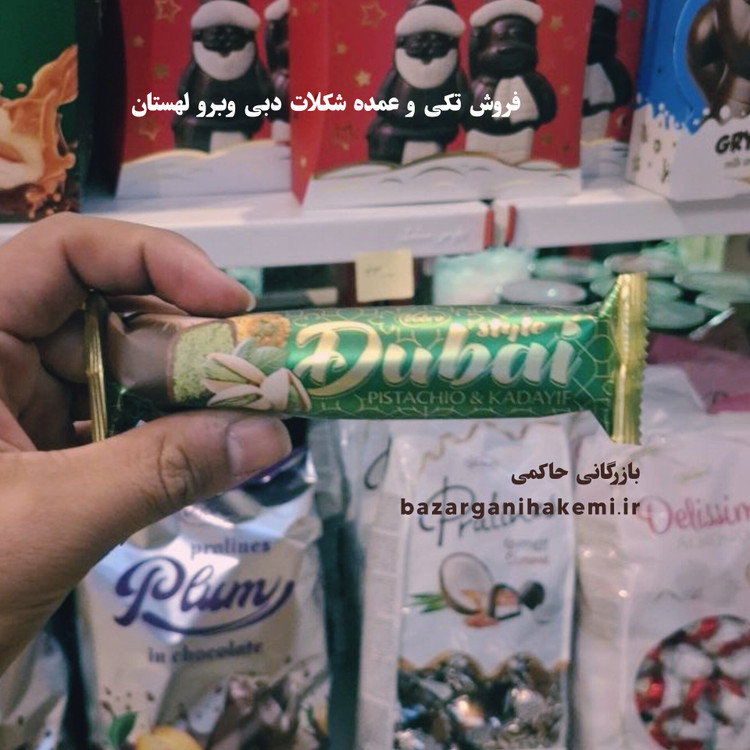 فروش تکی و عمده شکلات دبی وبرو لهستان
GRY
style
Dubai
PISTACHIO & KADAYIF
بازرگانی حاکمی
bazarganihakemi.ir
pralines
Plum
in chocolate